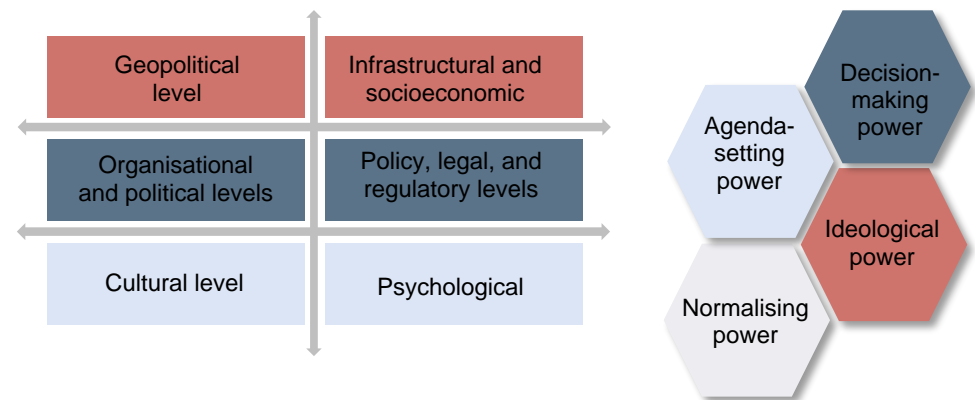 Geopolitical
level
Infrastructural and
socioeconomic
Organisational
and political levels
Policy, legal, and
regulatory levels
Cultural level
Psychological
Decision-
making
power
Agenda-
setting
power
Ideological
power
Normalising
power